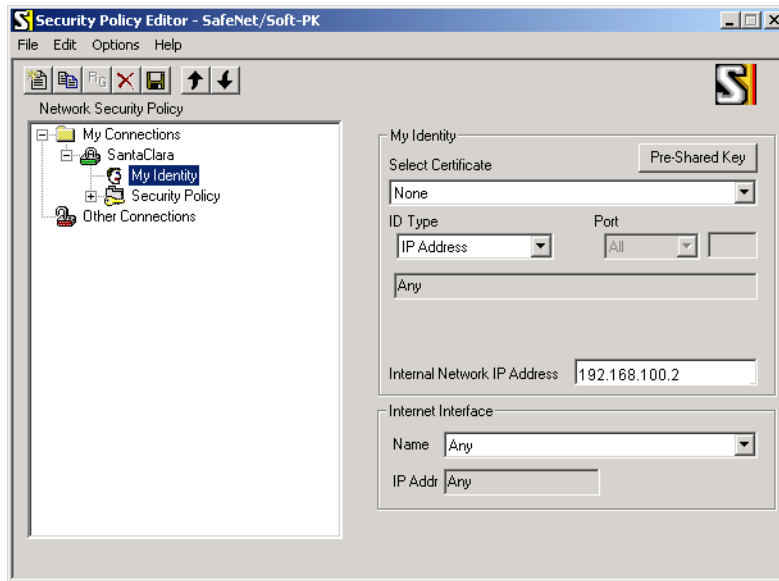 Security Policy Editor - SafeNet/Soft-PK
File Edit Options Help
Network Security Policy
My Connections
SantaClara
My Identity
Security Policy
Other Connections
My Identity
Select Certificate
Pre-Shared Key
None
ID Type Port
IP Address All
Any
Internal Network IP Address 192.168.100.2
Internet Interface
Name Any
IP Addr Any